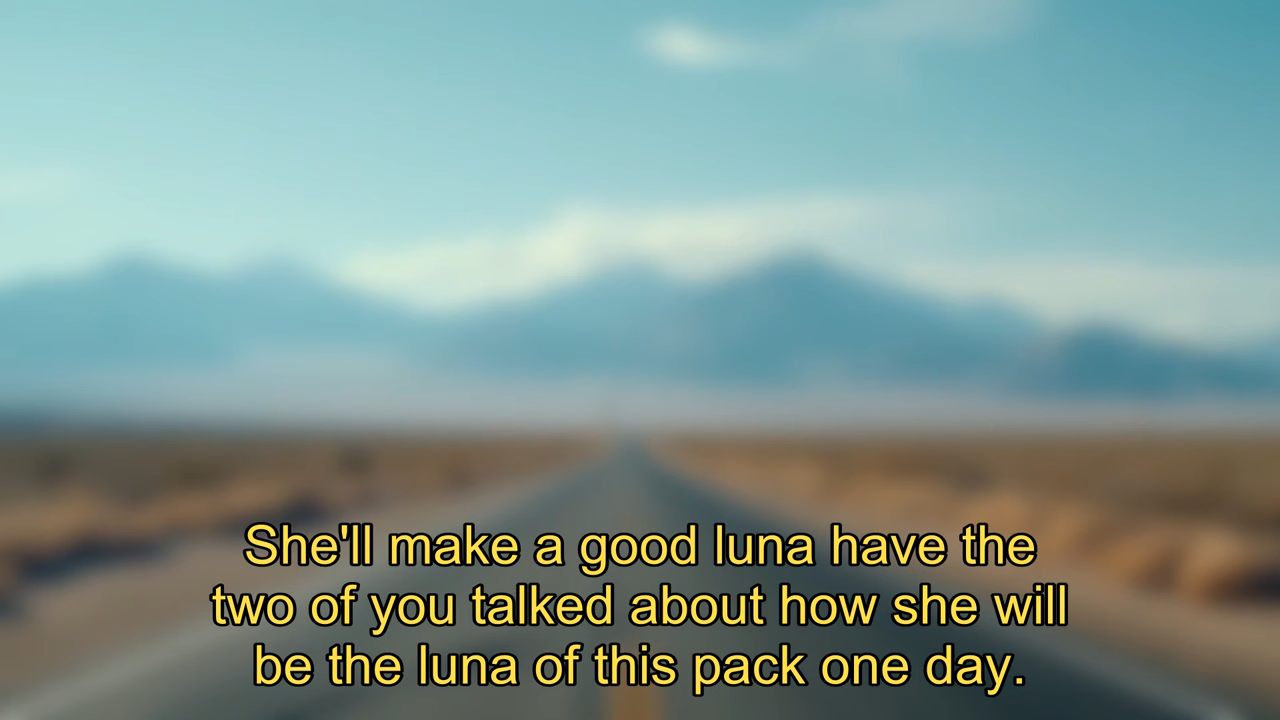 She'll make a good luna have the
two of you talked about how she will
be the luna of this pack one day.